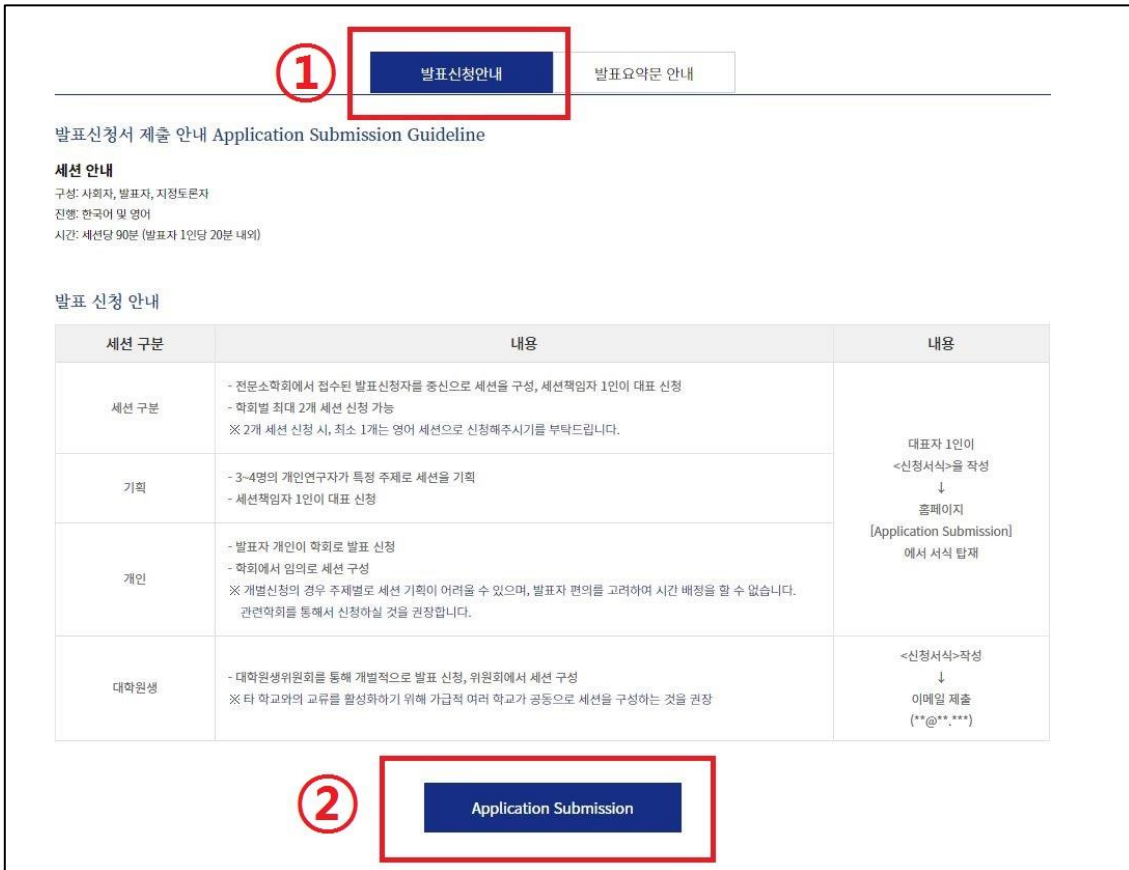 ①
발표신청안내
발표요약문 안내
발표신청서 제출 안내 Application Submission Guideline
세션 안내
구성: 사회자, 발표자, 지정토론자
진행: 한국어 및 영어
시간: 세션당 90분 (발표자 1인당 20분 내외)
발표 신청 안내
세션 구분
내용
내용
세션 구분
- 전문소학회에서 접수된 발표신청자를 중신으로 세션을 구성, 세션책임자 1인이 대표 신청
- 학회벌 최대 2개 세션 신청 가능
※ 2개 세션 신청 시, 최소 1개는 영어 세션으로 신청해주시기를 부탁드립니다.
기획
- 3~4명의 개인연구자가 특정 주제로 세션을 기획
- 세션책임자 1인이 대표 신청
개인
- 발표자 개인이 학회로 발표 신청
- 학회에서 임의로 세션 구성
※ 개별신청의 경우 주제별로 세션 기획이 어려울 수 있으며, 발표자 편의를 고려하여 시간 배정을 할 수 없습니다.
관련학회를 통해서 신청하실 것을 권장합니다.
대표자 1인이
<신청서식>을 작성
↓
홈페이지
[Application Submission]
에서 서식 탑재
대학원생
- 대학원생위원회를 통해 개별적으로 발표 신청, 위원회에서 세션 구성
※ 타 학교와의 교류를 활성화하기 위해 가급적 여러 학교가 공동으로 세션을 구성하는 것을 권장
<신청서식>작성
↓
이메일 제출
(**@**.***)
②
Application Submission